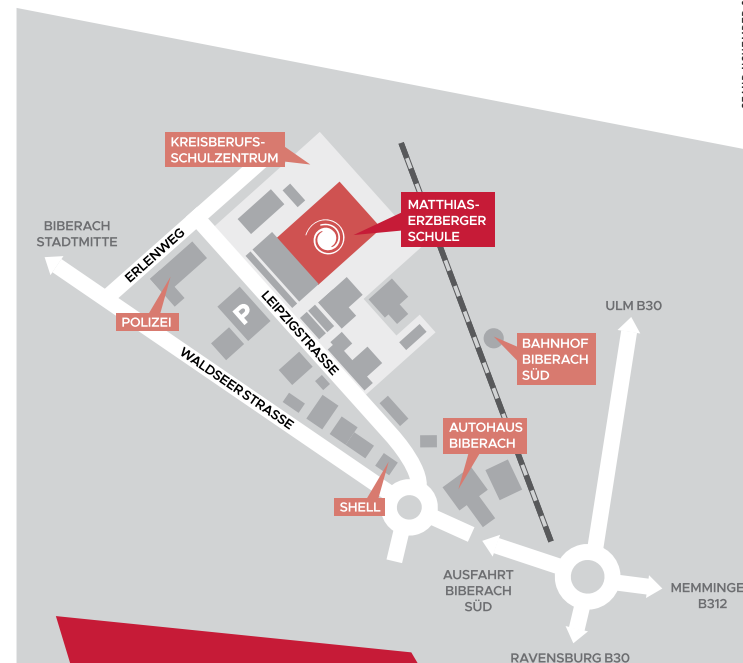 KREISBERUFS-
SCHULZENTRUM
MATTHIAS-
ERZBERGER
SCHULE
BIBERACH
STADTMITTE
ERLENWEG
POLIZEI
P
LEIPZIGSTRASSE
WALDSEER STRASSE
ULM B30
BAHNHOF
BIBERACH
SÜD
AUTOHAUS
BIBERACH
SHELL
AUSFAHRT
BIBERACH
SÜD
MEMMINGE
B312
RAVENSBURG B30